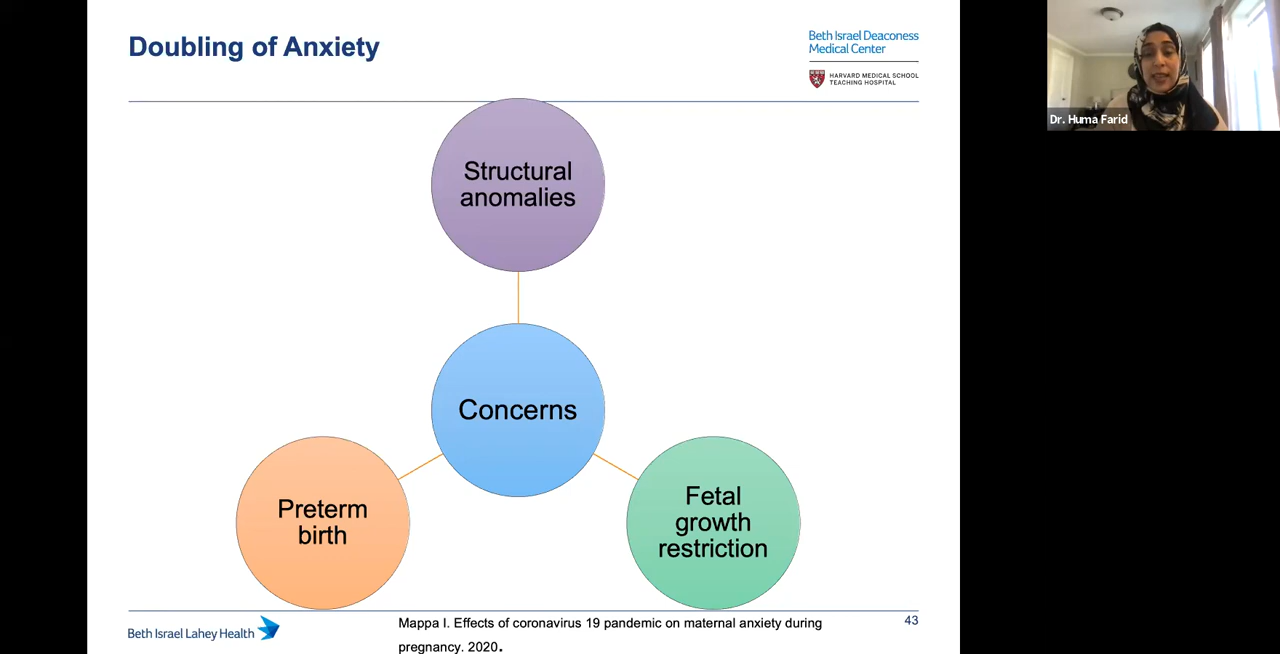 Doubling of Anxiety
Beth Israel Deaconess
Medical Center
HARVARD MEDICAL SCHOOL
TEACHING HOSPITAL
Dr. Huma Farid
Structural
anomalies
Concerns
Preterm
birth
Fetal
growth
restriction
Beth Israel Lahey Health
Mappa I. Effects of coronavirus 19 pandemic on maternal anxiety during
pregnancy. 2020.
43